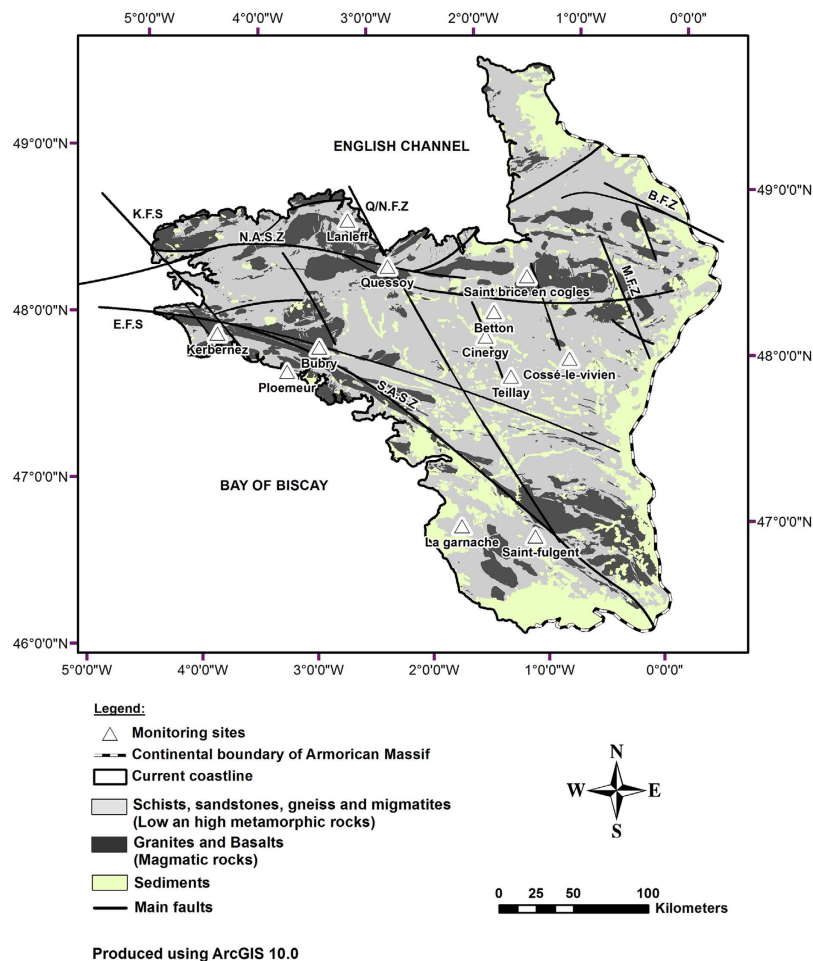 5°0'0"W 4°0'0"W 3°0'0"W 2°0'0"W 1°0'0"W 0°0'0"
49°0'0"N
ENGLISH CHANNEL
49°0'0"N
B.F.Z
K.F.S
Q/N.F.Z
N.A.S.Z
Lanleff
M.F.Z
Quessoy
Saint brice en cogles
48°0'0"N
E.F.S
Betton
Kerbernez
Bubry
Cinergy
48°0'0"N
Cossé-le-vivien
Ploemeur
Teillay
S.A.S.Z
47°0'0"N
BAY OF BISCAY
47°0'0"N
La garnache
Saint-fulgent
46°0'0"N
5°0'0"W 4°0'0"W 3°0'0"W 2°0'0"W 1°0'0"W 0°0'0"
Legend:
Monitoring sites
Continental boundary of Armorican Massif
Current coastline
Schists, sandstones, gneiss and migmatites
(Low an high metamorphic rocks)
Granites and Basalts
(Magmatic rocks)
Sediments
Main faults
N
W E
S
0 25 50 100
Kilometers
Produced using ArcGIS 10.0